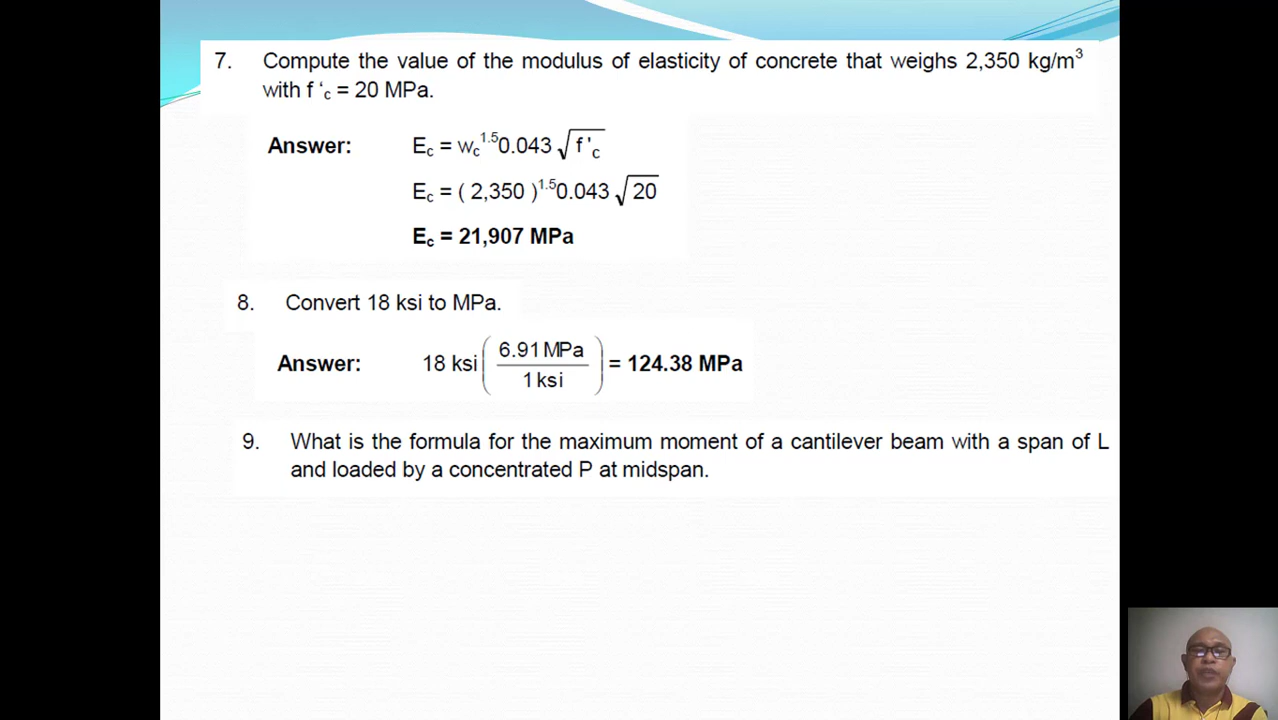 7. Compute the value of the modulus of elasticity of concrete that weighs 2,350 kg/m³
with f ‘c = 20 MPa.
Answer: Ec = wc^1.5 0.043 √f 'c
Ec = ( 2,350 )^1.5 0.043 √20
Ec = 21,907 MPa
8. Convert 18 ksi to MPa.
Answer: 18 ksi (6.91 MPa / 1 ksi) = 124.38 MPa
9. What is the formula for the maximum moment of a cantilever beam with a span of L
and loaded by a concentrated P at midspan.